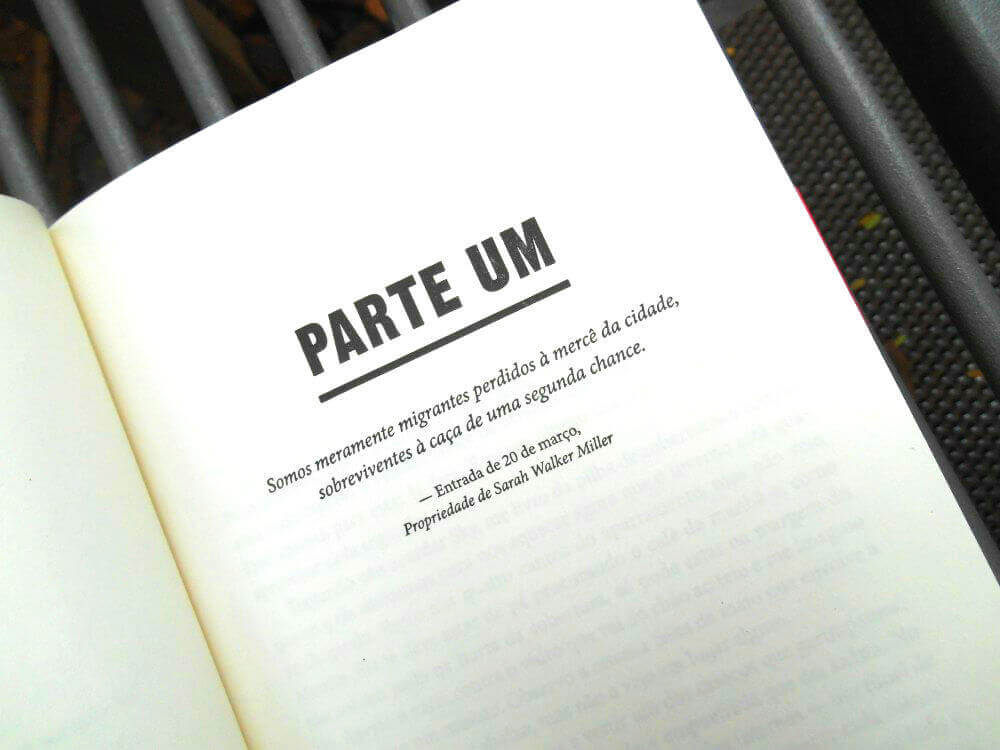 PARTE UM
Somos meramente migrantes perdidos à mercê da cidade,
sobreviventes à caça de uma segunda chance.
— Entrada de 20 de março,
Propriedade de Sarah Walker Miller